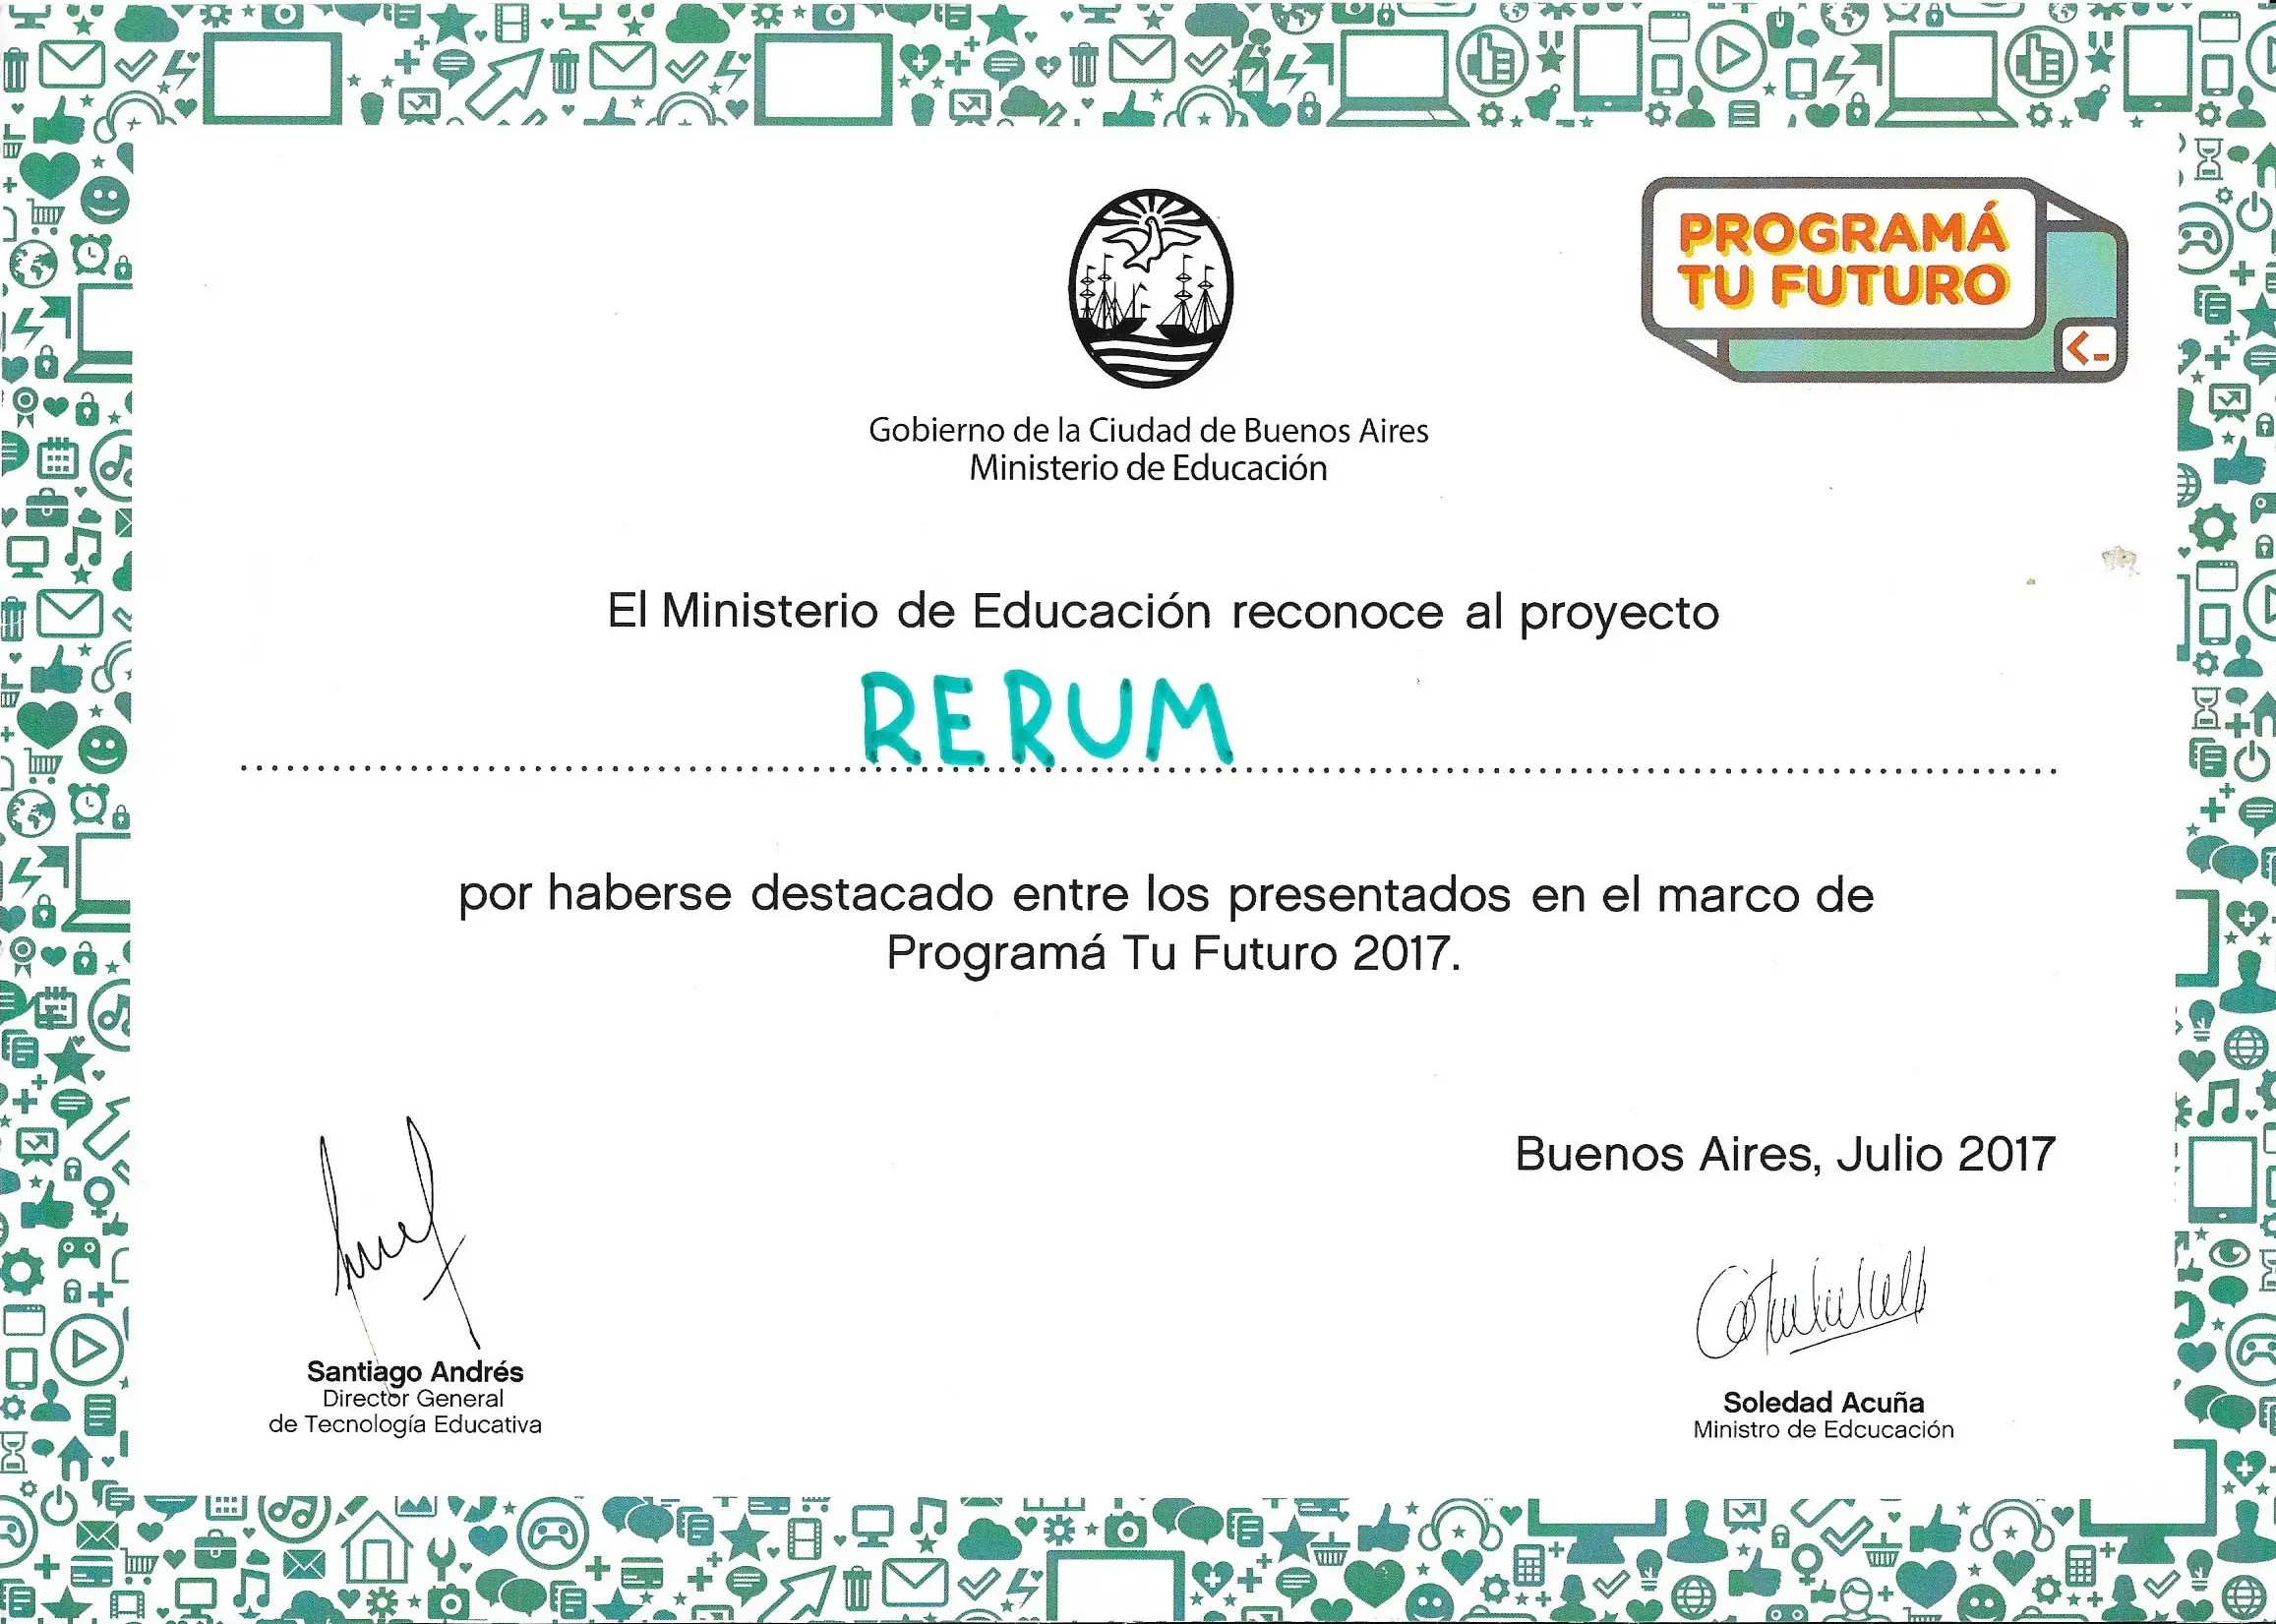 PROGRAMÁ
TU FUTURO
Gobierno de la Ciudad de Buenos Aires
Ministerio de Educación
El Ministerio de Educación reconoce al proyecto
RERUM
por haberse destacado entre los presentados en el marco de
Programá Tu Futuro 2017.
Buenos Aires, Julio 2017
Santiago Andrés
Director General
de Tecnología Educativa
Soledad Acuña
Ministro de Edcucación